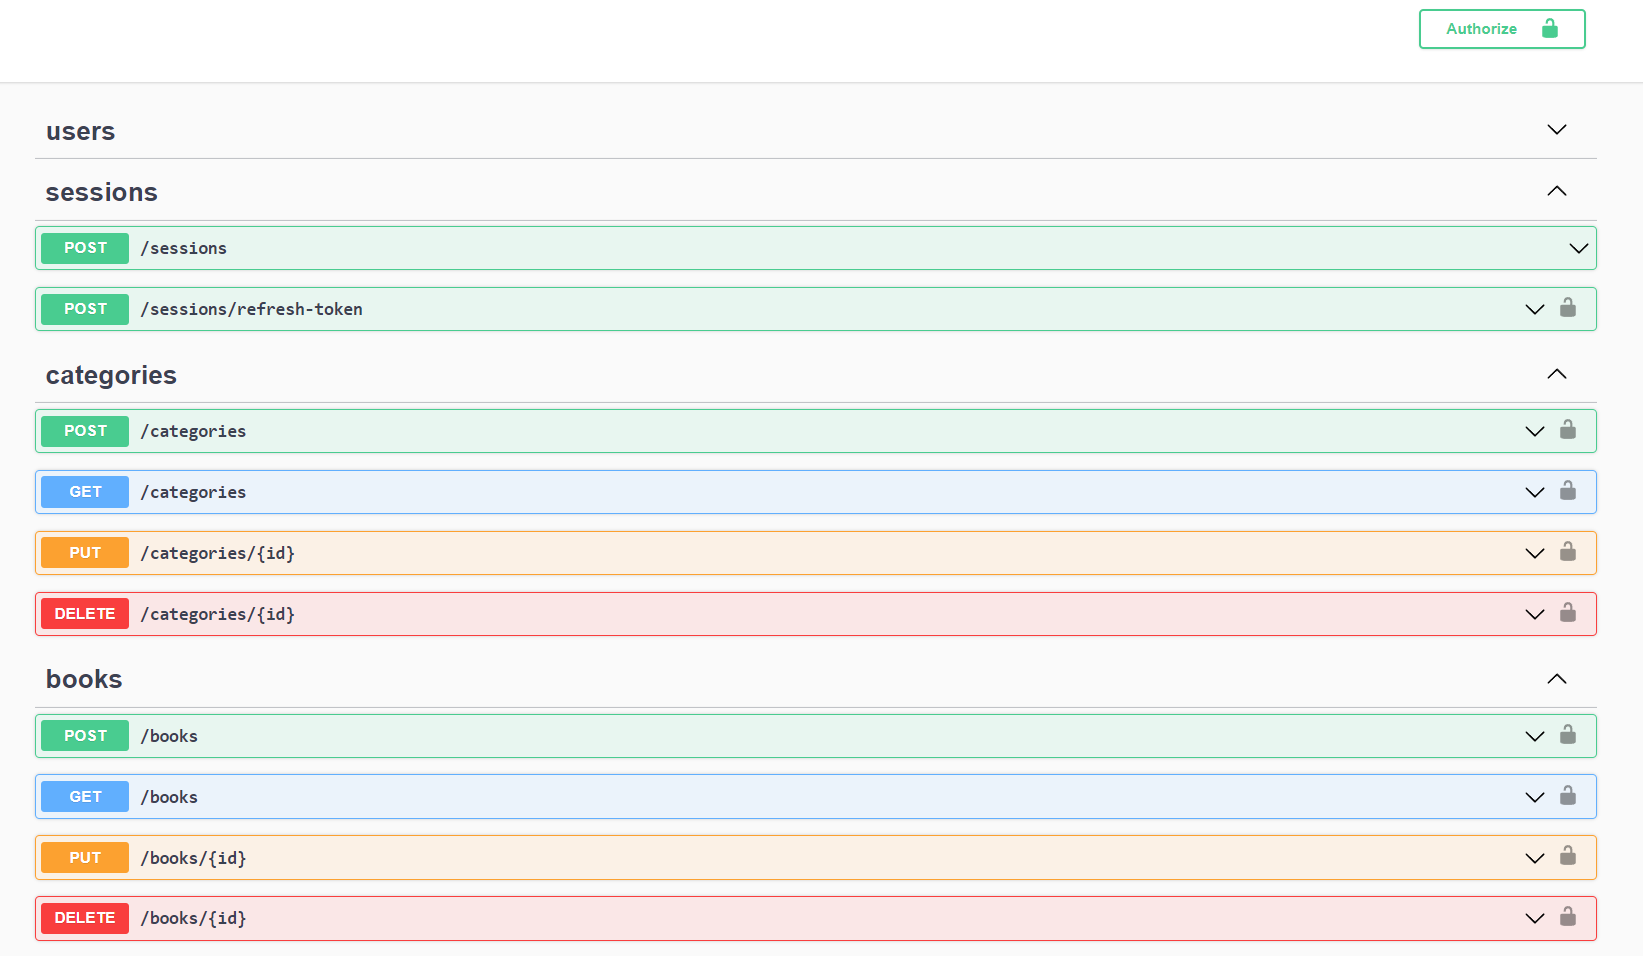 Authorize
users
sessions
POST /sessions
POST /sessions/refresh-token
categories
POST /categories
GET /categories
PUT /categories/{id}
DELETE /categories/{id}
books
POST /books
GET /books
PUT /books/{id}
DELETE /books/{id}